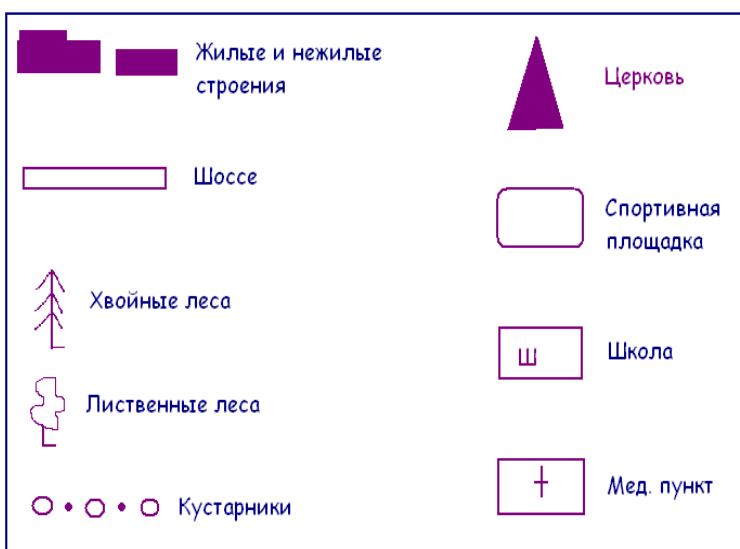 Жилые и нежилые
строения
Шоссе
Хвойные леса
Лиственные леса
Кустарники
Церковь
Спортивная
площадка
Ш
Школа
Мед. пункт